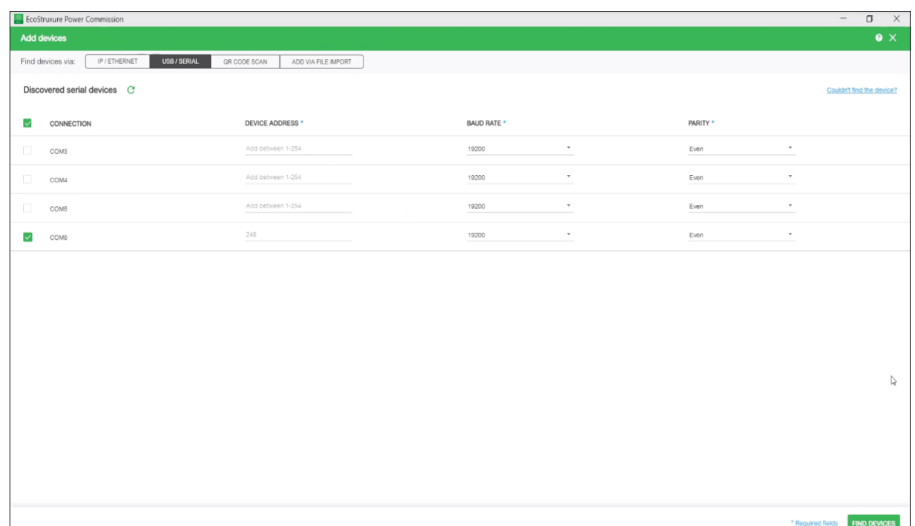 EcoStruxure Power Commission
Add devices
Find devices via: IP / ETHERNET USB / SERIAL QR CODE SCAN ADD VIA FILE IMPORT
Discovered serial devices Couldn't find the device?
CONNECTION DEVICE ADDRESS * BAUD RATE * PARITY *
COM3 Add between 1-254 19200 Even
COM4 Add between 1-254 19200 Even
COM5 Add between 1-254 19200 Even
248 19200 Even
* Required fields FIND DEVICES